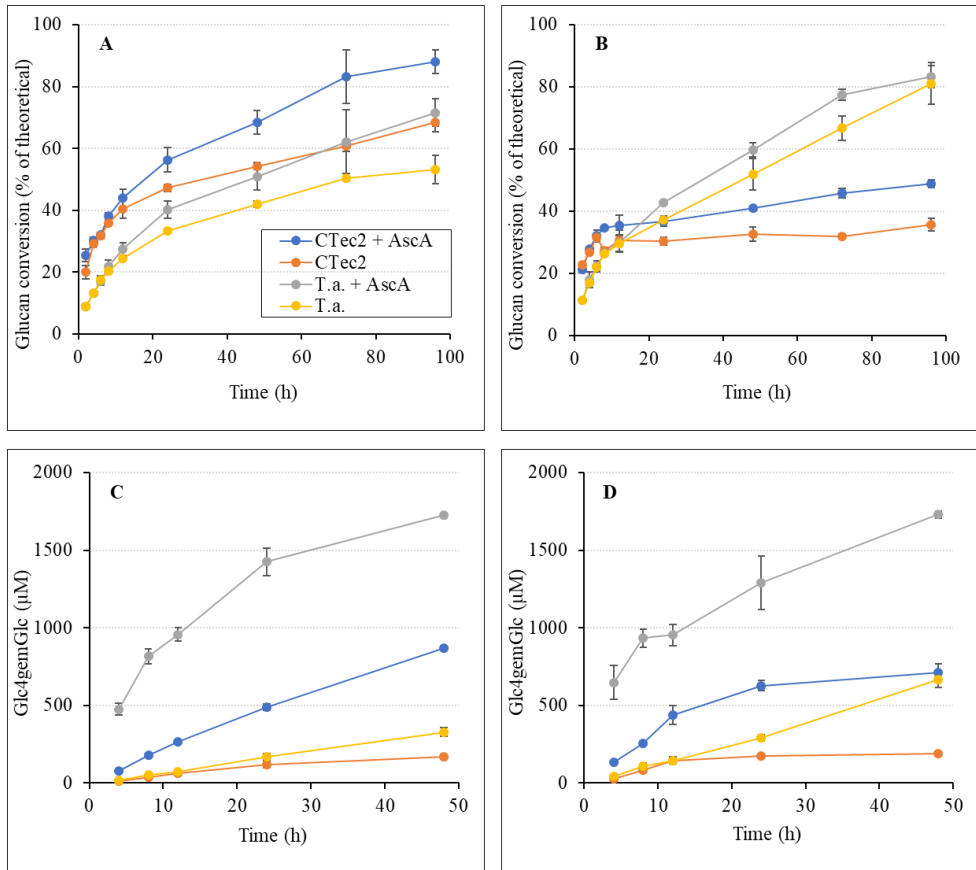 A
Glucan conversion (% of theoretical)
100
80
60
40
20
0
CTec2 + AscA
CTec2
T.a. + AscA
T.a.
0 20 40 60 80 100
Time (h)
B
Glucan conversion (% of theoretical)
100
80
60
40
20
0
0 20 40 60 80 100
Time (h)
C
Glc4gemGlc (µM)
2000
1500
1000
500
0
0 10 20 30 40 50
Time (h)
D
Glc4gemGlc (µM)
2000
1500
1000
500
0
0 10 20 30 40 50
Time (h)